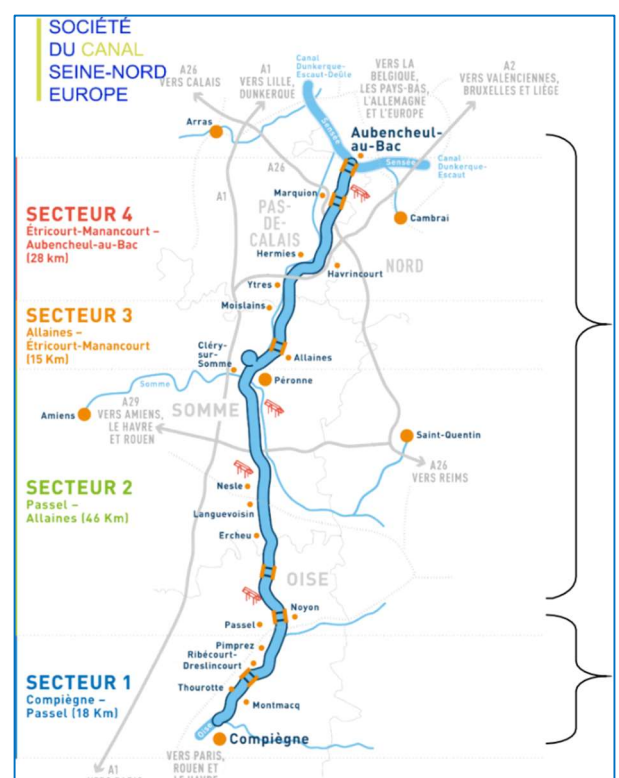 SOCIÉTÉ
DU CANAL
SEINE-NORD
EUROPE
A26
VERS CALAIS
A1
VERS LILLE,
DUNKERQUE
Canal
Dunkerque-
Escaut-Deûle
VERS LA
BELGIQUE,
LES PAYS-BAS,
L'ALLEMAGNE
ET L'EUROPE
A2
VERS VALENCIENNES,
BRUXELLES ET LIÈGE
Arras
Sensée
Aubencheul-
au-Bac
Sensée
Canal
Dunkerque-
Escaut
A26
A1
Marquion
PAS-
DE-
CALAIS
Cambrai
SECTEUR 4
Étricourt-Manancourt –
Aubencheul-au-Bac
(28 km)
Hermies
NORD
Havrincourt
Ytres
Moislains
SECTEUR 3
Allaines –
Étricourt-Manancourt
(15 Km)
Cléry-
sur-
Somme
Allaines
Péronne
Somme
Amiens
SOMME
A29
VERS AMIENS,
LE HAVRE
ET ROUEN
Saint-Quentin
A26
VERS REIMS
SECTEUR 2
Passel –
Allaines (46 Km)
Nesle
Languevoisin
Ercheu
OISE
Noyon
Passel
Pimprez
Ribécourt-
Dreslincourt
SECTEUR 1
Compiègne –
Passel (18 Km)
Thourotte
Montmacq
Oise
Compiègne
VERS PARIS,
ROUEN ET
A1